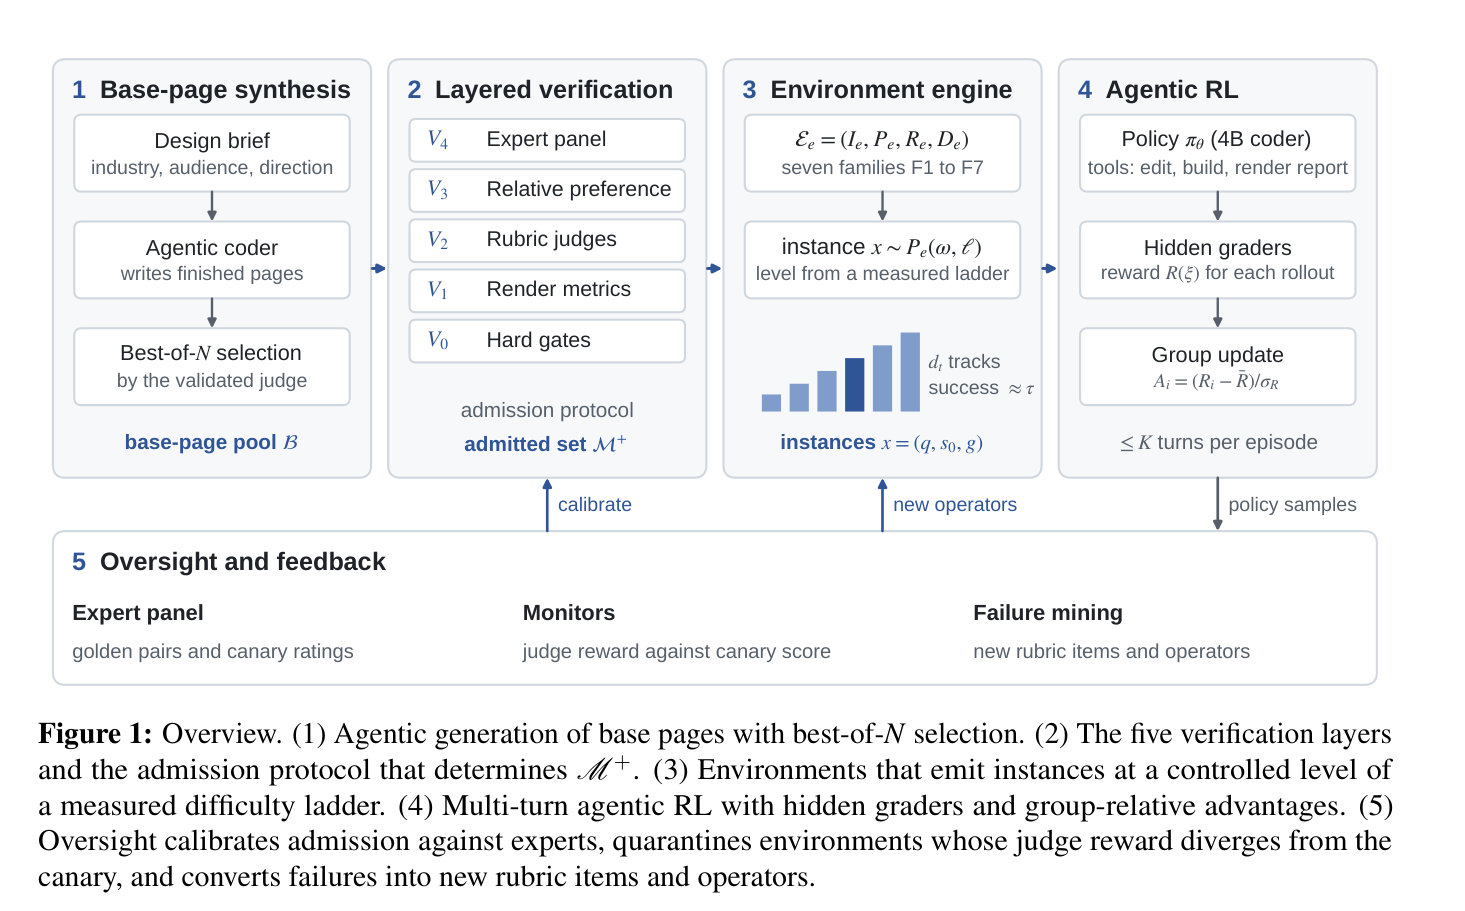 1 Base-page synthesis
Design brief
industry, audience, direction
Agentic coder
writes finished pages
Best-of-N selection
by the validated judge
base-page pool ℬ
2 Layered verification
V₄ Expert panel
V₃ Relative preference
V₂ Rubric judges
V₁ Render metrics
V₀ Hard gates
admission protocol
admitted set ℳ⁺
3 Environment engine
ℰₑ = (Iₑ, Pₑ, Rₑ, Dₑ)
seven families F1 to F7
instance x ∼ Pₑ(ω, ℓ)
level from a measured ladder
dₜ tracks
success ≈ τ
instances x = (q, s₀, g)
4 Agentic RL
Policy π_θ (4B coder)
tools: edit, build, render report
Hidden graders
reward R(ξ) for each rollout
Group update
Aᵢ = (Rᵢ − R̄)/σ_R
≤ K turns per episode
calibrate
new operators
policy samples
5 Oversight and feedback
Expert panel
golden pairs and canary ratings
Monitors
judge reward against canary score
Failure mining
new rubric items and operators
Figure 1: Overview. (1) Agentic generation of base pages with best-of-N selection. (2) The five verification layers
and the admission protocol that determines ℳ⁺. (3) Environments that emit instances at a controlled level of
a measured difficulty ladder. (4) Multi-turn agentic RL with hidden graders and group-relative advantages. (5)
Oversight calibrates admission against experts, quarantines environments whose judge reward diverges from the
canary, and converts failures into new rubric items and operators.